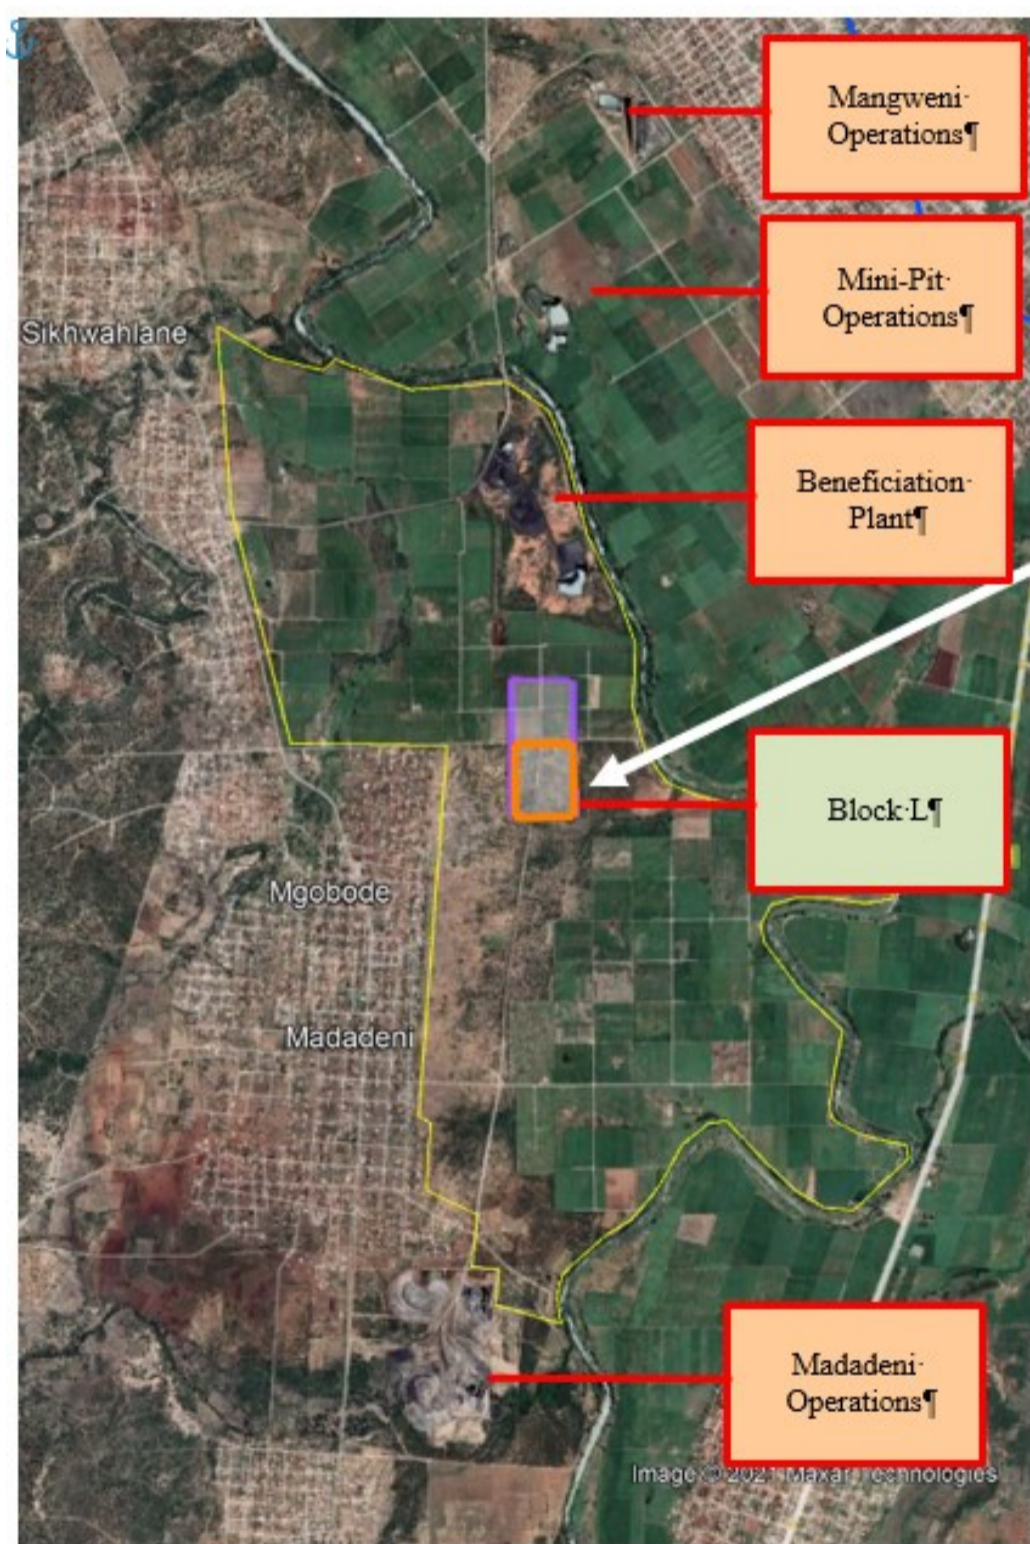 Mangweni·
Operations¶
Mini-Pit·
Operations¶
Sikhwahlane
Beneficiation·
Plant¶
Block·L¶
Mgobode
Madadeni
Madadeni·
Operations¶
Image © 2021 Maxar Technologies